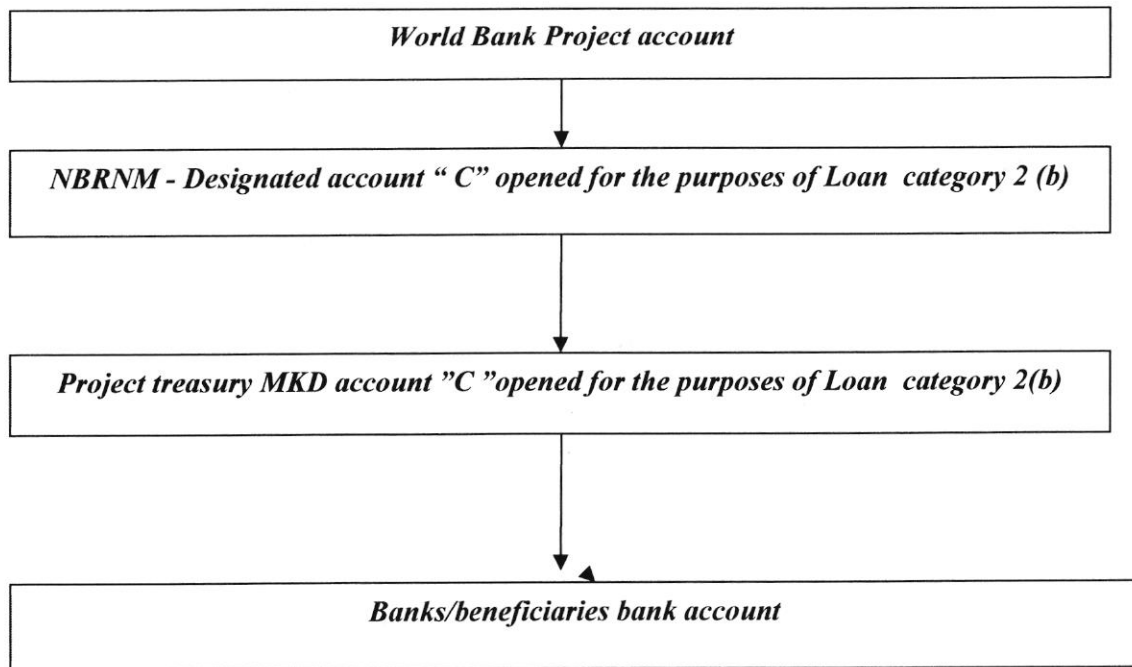 World Bank Project account
NBRNM - Designated account “ C” opened for the purposes of Loan category 2 (b)
Project treasury MKD account ”C ”opened for the purposes of Loan category 2(b)
Banks/beneficiaries bank account